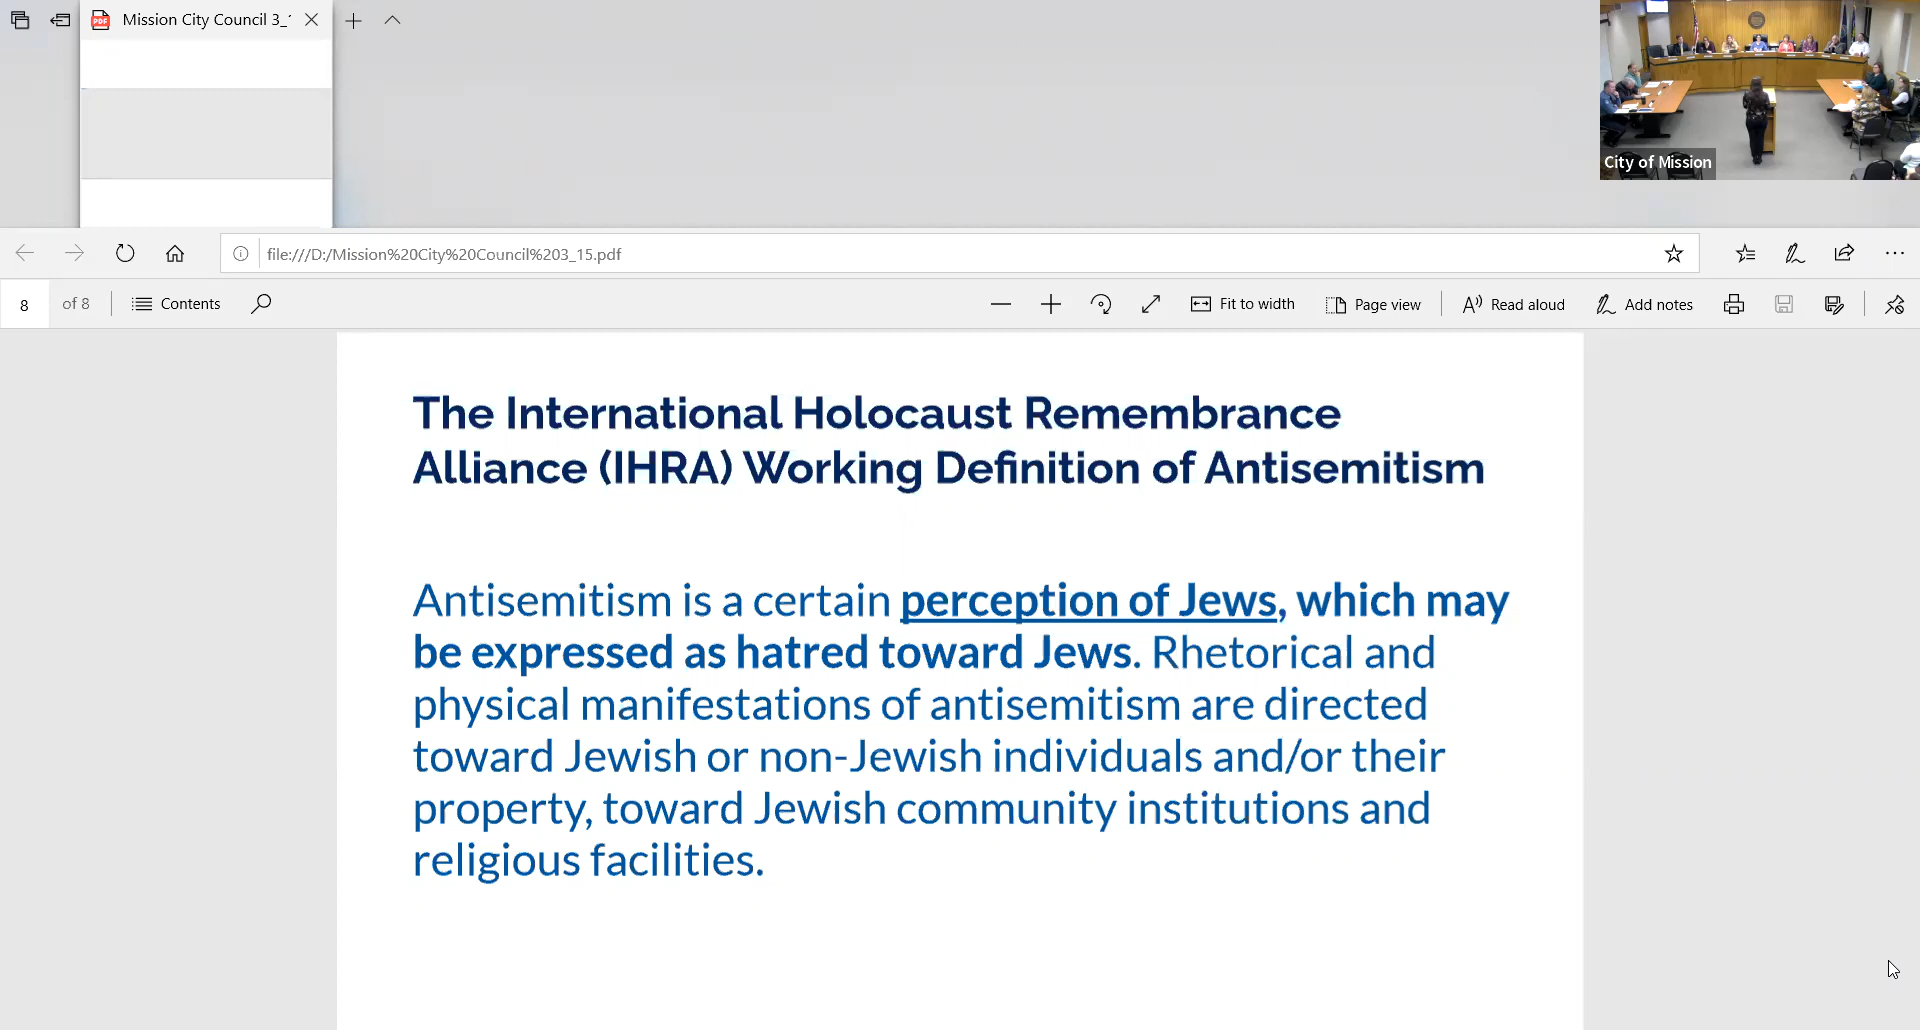 Mission City Council 3_
City of Mission
file:///D:/Mission%20City%20Council%203_15.pdf
8 of 8 Contents Fit to width Page view Read aloud Add notes
The International Holocaust Remembrance
Alliance (IHRA) Working Definition of Antisemitism
Antisemitism is a certain perception of Jews, which may
be expressed as hatred toward Jews. Rhetorical and
physical manifestations of antisemitism are directed
toward Jewish or non-Jewish individuals and/or their
property, toward Jewish community institutions and
religious facilities.